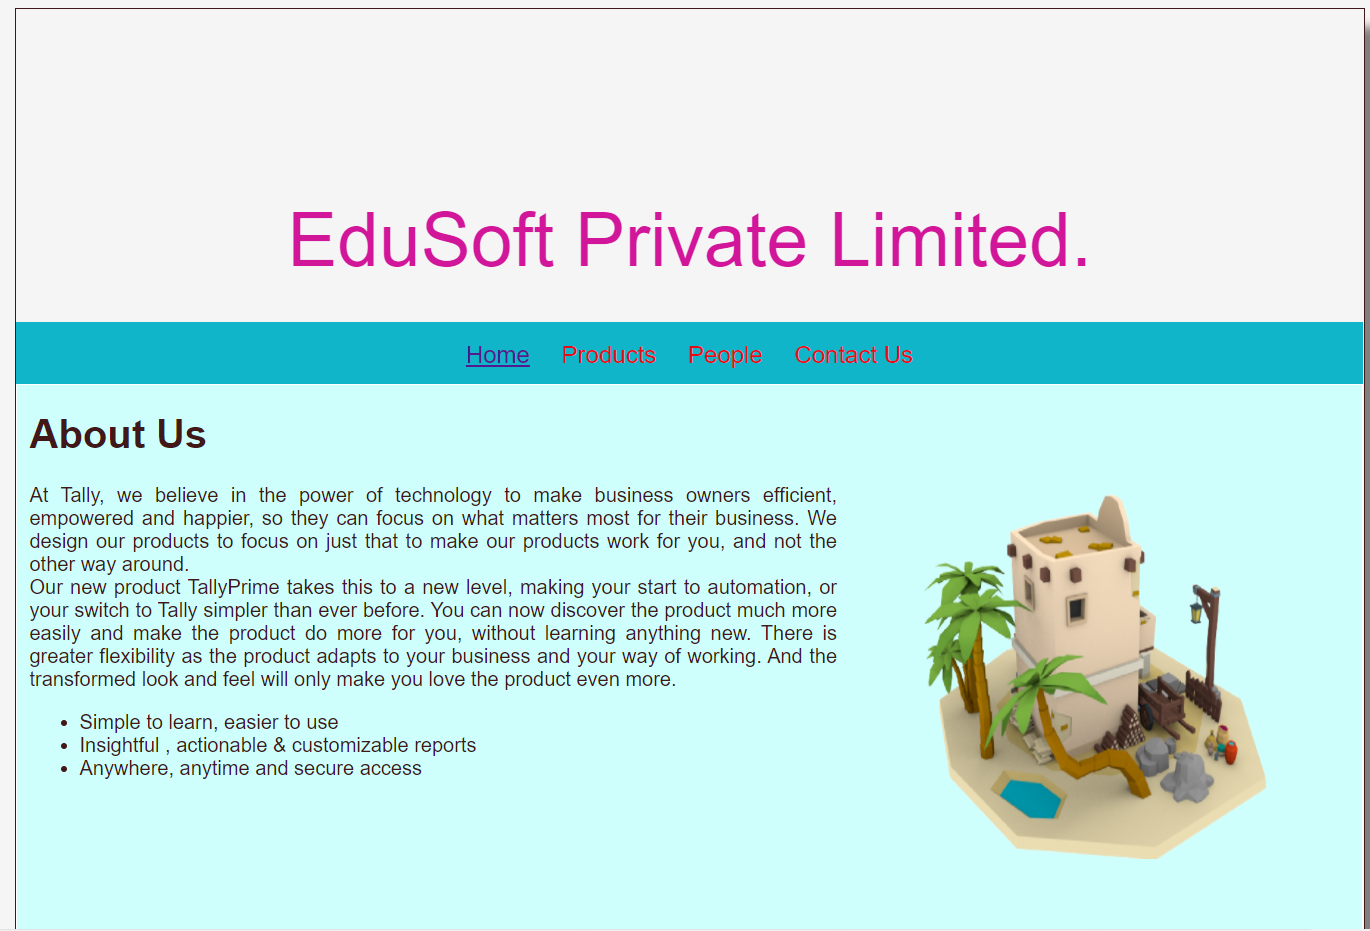 EduSoft Private Limited.
Home Products People Contact Us
About Us
At Tally, we believe in the power of technology to make business owners efficient,
empowered and happier, so they can focus on what matters most for their business. We
design our products to focus on just that to make our products work for you, and not the
other way around.
Our new product TallyPrime takes this to a new level, making your start to automation, or
your switch to Tally simpler than ever before. You can now discover the product much more
easily and make the product do more for you, without learning anything new. There is
greater flexibility as the product adapts to your business and your way of working. And the
transformed look and feel will only make you love the product even more.
• Simple to learn, easier to use
• Insightful , actionable & customizable reports
• Anywhere, anytime and secure access